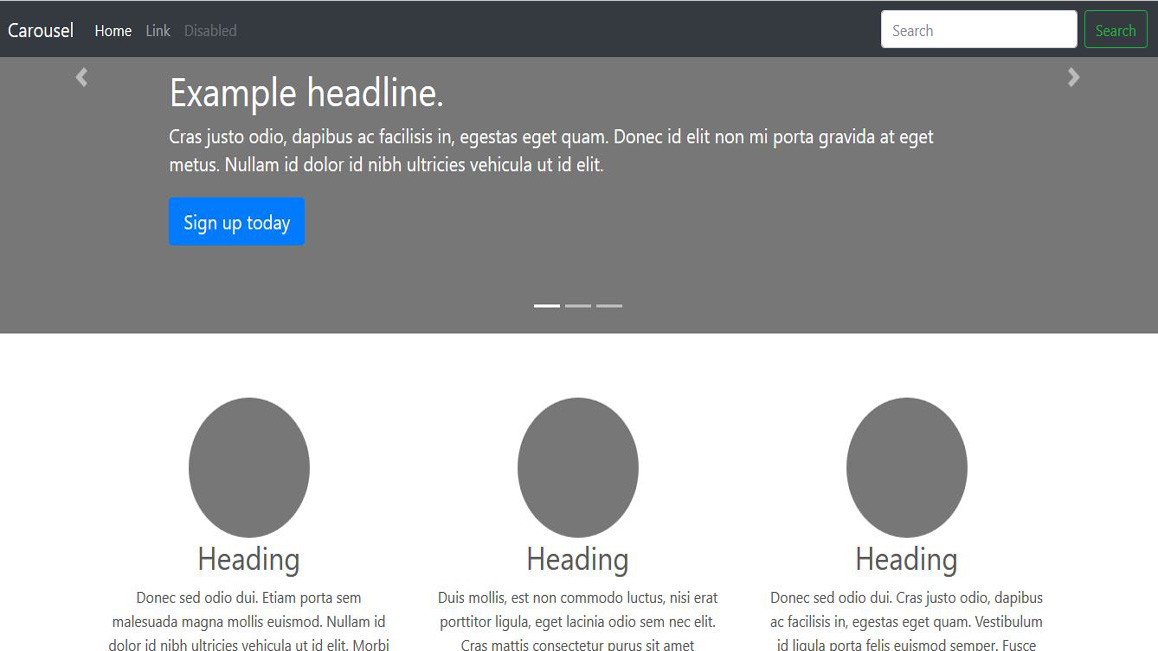 Carousel Home Link Disabled Search Search
Example headline.
Cras justo odio, dapibus ac facilisis in, egestas eget quam. Donec id elit non mi porta gravida at eget
metus. Nullam id dolor id nibh ultricies vehicula ut id elit.
Sign up today
Heading
Donec sed odio dui. Etiam porta sem
malesuada magna mollis euismod. Nullam id
dolor id nibh ultricies vehicula ut id elit. Morbi
Heading
Duis mollis, est non commodo luctus, nisi erat
porttitor ligula, eget lacinia odio sem nec elit.
Cras mattis consectetur purus sit amet
Heading
Donec sed odio dui. Cras justo odio, dapibus
ac facilisis in, egestas eget quam. Vestibulum
id ligula porta felis euismod semper. Fusce